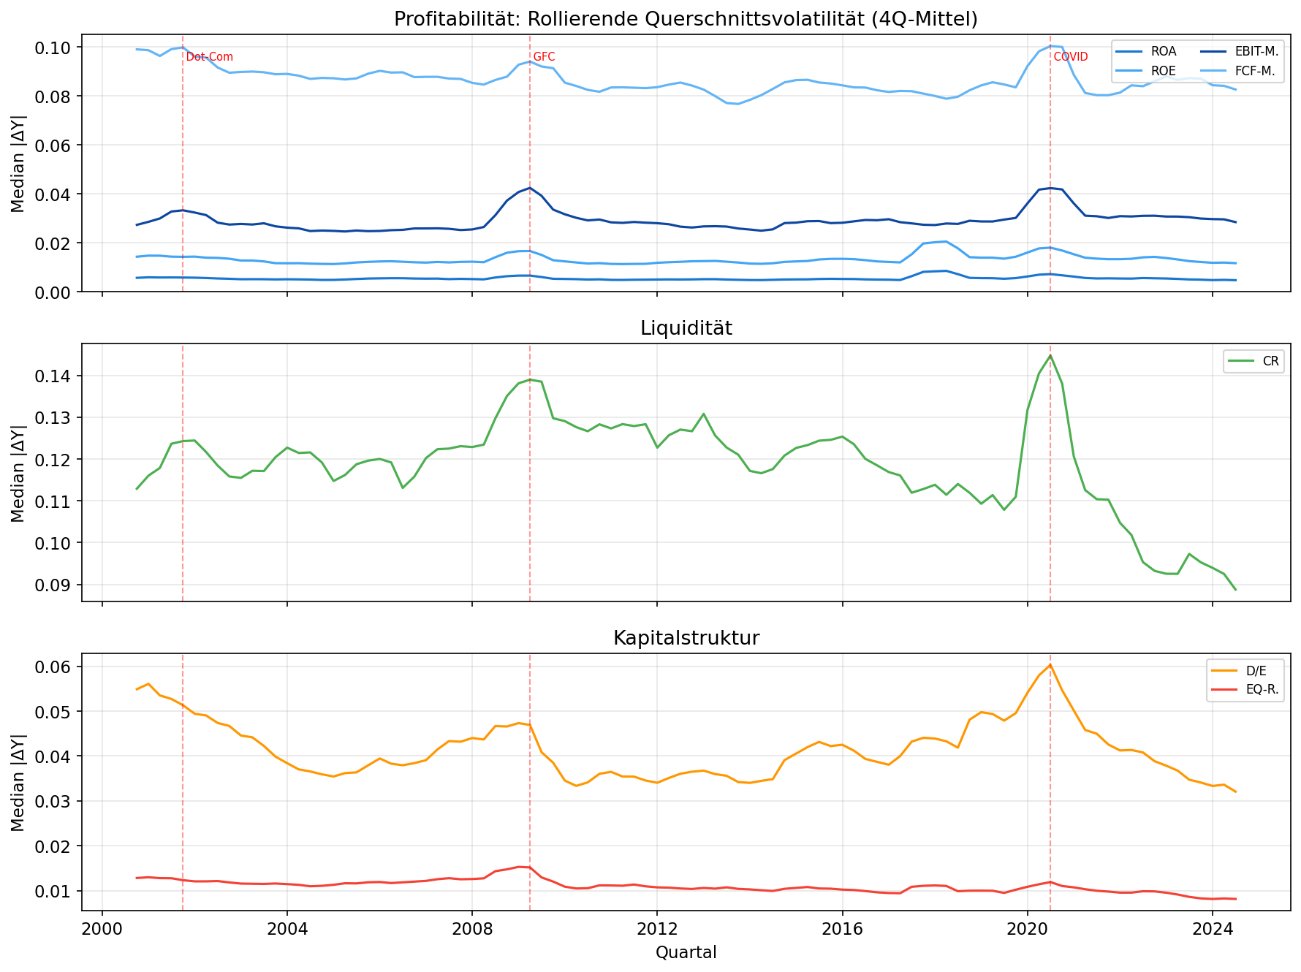 Profitabilität: Rollierende Querschnittsvolatilität (4Q-Mittel)
Median |ΔY|
0.10
0.08
0.06
0.04
0.02
0.00
Dot-Com
GFC
COVID
ROA
ROE
EBIT-M.
FCF-M.
Liquidität
Median |ΔY|
0.14
0.13
0.12
0.11
0.10
0.09
CR
Kapitalstruktur
Median |ΔY|
0.06
0.05
0.04
0.03
0.02
0.01
D/E
EQ-R.
2000 2004 2008 2012 2016 2020 2024
Quartal